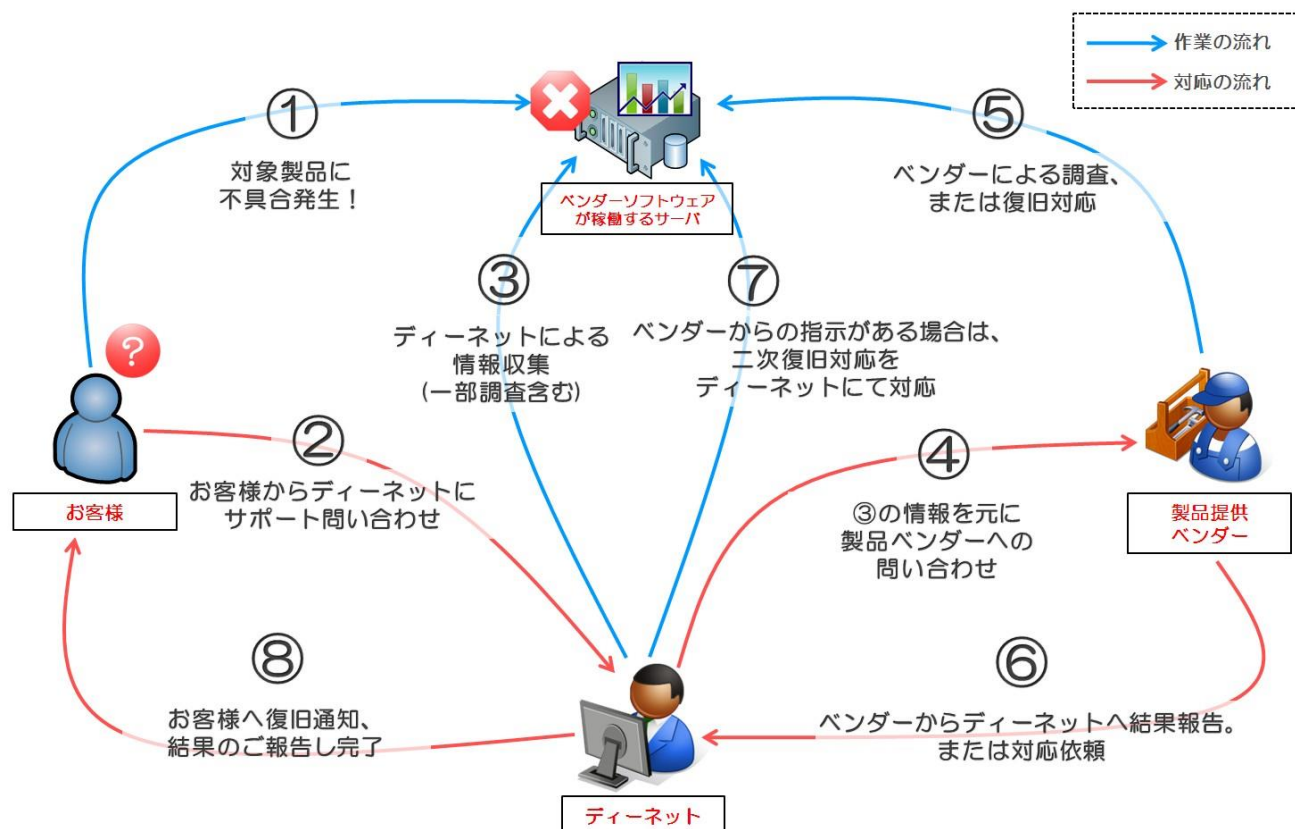 作業の流れ
対応の流れ
①
対象製品に
不具合発生！
ベンダーソフトウェア
が稼働するサーバ
⑤
ベンダーによる調査、
または復旧対応
③
ディーネットによる
情報収集
(一部調査含む)
⑦
ベンダーからの指示がある場合は、
二次復旧対応を
ディーネットにて対応
?
お客様
②
お客様からディーネットに
サポート問い合わせ
④
③の情報を元に
製品ベンダーへの
問い合わせ
製品提供
ベンダー
⑧
お客様へ復旧通知、
結果のご報告し完了
⑥
ベンダーからディーネットへ結果報告。
または対応依頼
ディーネット